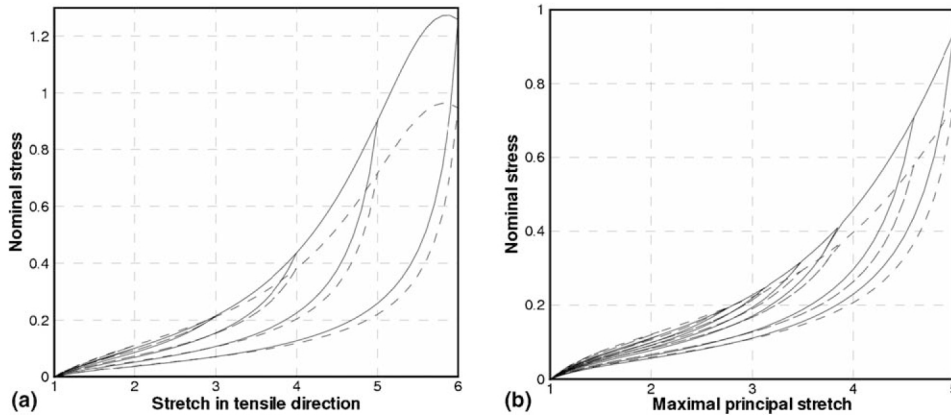 1.2
1
0.8
0.6
0.4
0.2
0
1 2 3 4 5 6
Nominal stress
(a) Stretch in tensile direction
1
0.8
0.6
0.4
0.2
0
1 2 3 4
Nominal stress
(b) Maximal principal stretch